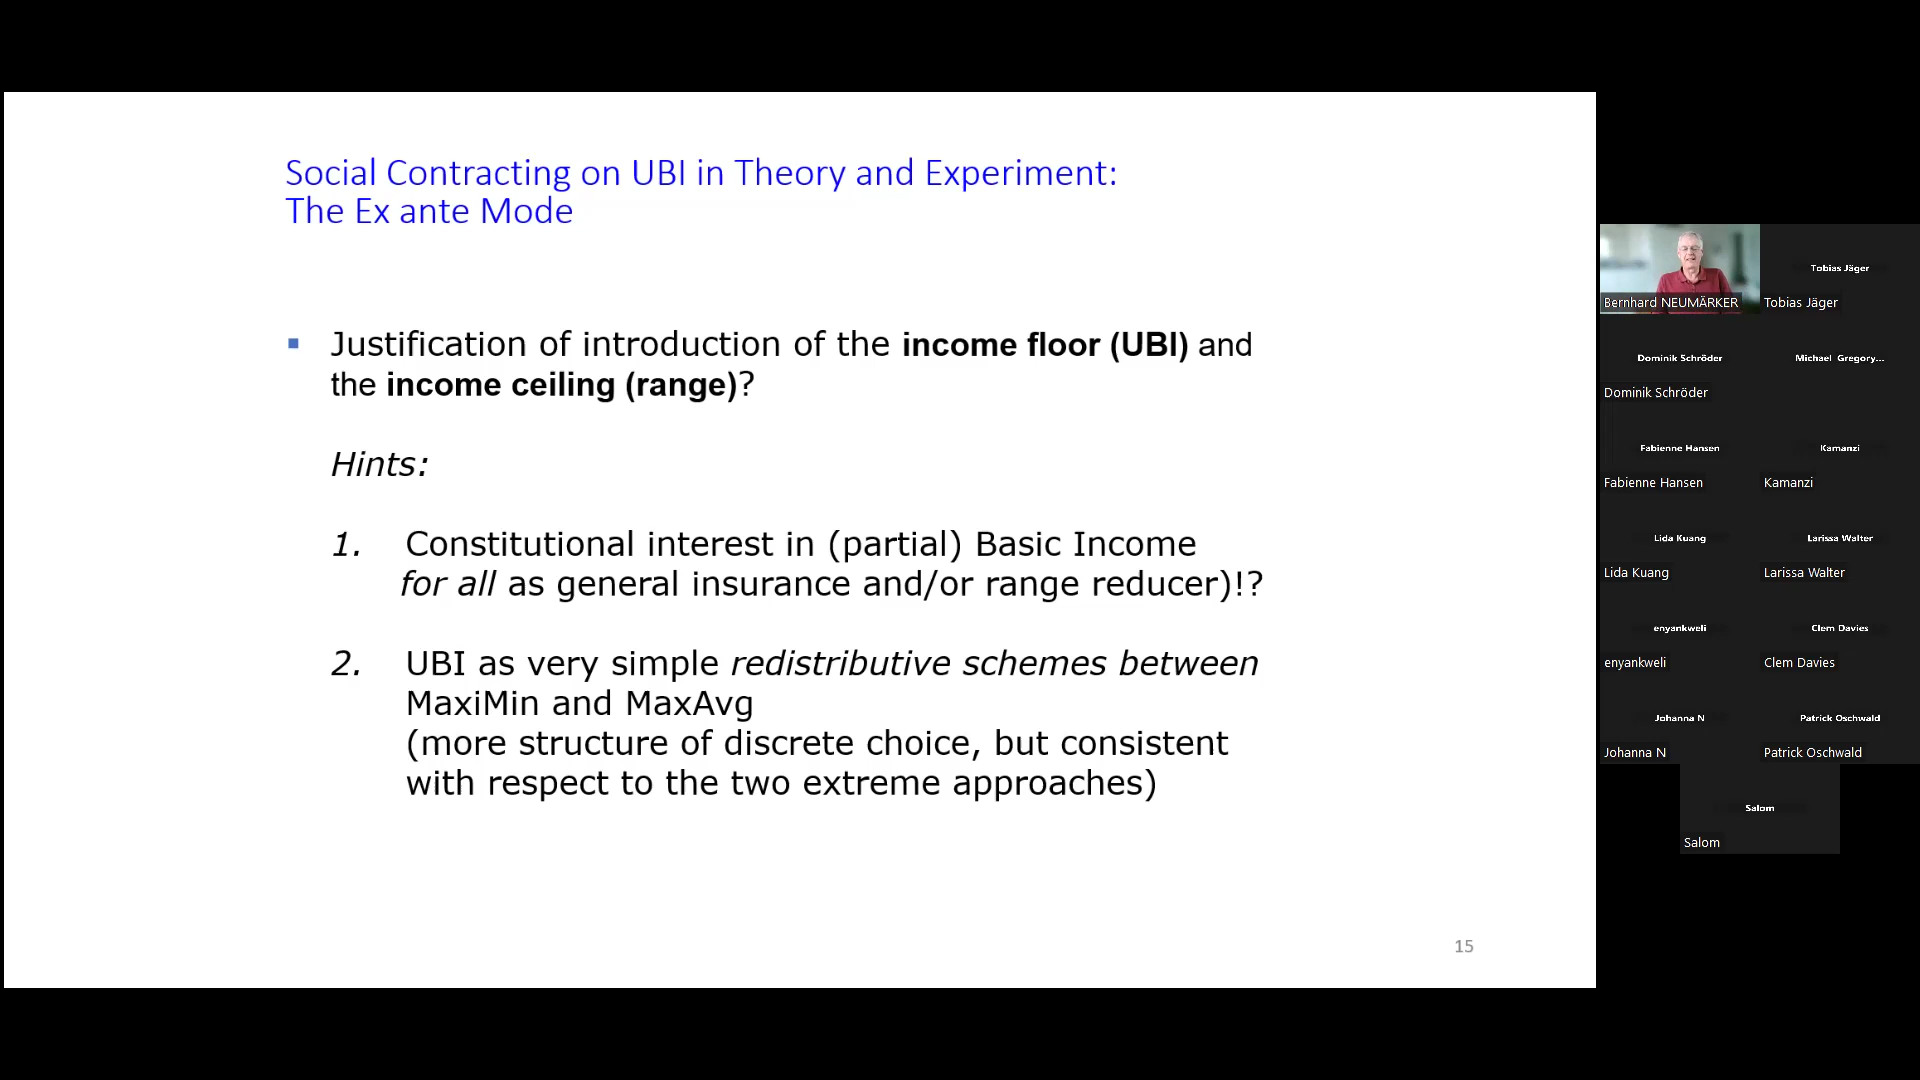 Social Contracting on UBI in Theory and Experiment:
The Ex ante Mode
▪ Justification of introduction of the income floor (UBI) and
the income ceiling (range)?
Hints:
1. Constitutional interest in (partial) Basic Income
for all as general insurance and/or range reducer)!?
2. UBI as very simple redistributive schemes between
MaxiMin and MaxAvg
(more structure of discrete choice, but consistent
with respect to the two extreme approaches)
15
Bernhard NEUMÄRKER
Tobias Jäger
Tobias Jäger
Dominik Schröder
Dominik Schröder
Michael Gregory...
Fabienne Hansen
Fabienne Hansen
Kamanzi
Kamanzi
Lida Kuang
Lida Kuang
Larissa Walter
Larissa Walter
enyankweli
enyankweli
Clem Davies
Clem Davies
Johanna N
Johanna N
Patrick Oschwald
Patrick Oschwald
Salom
Salom